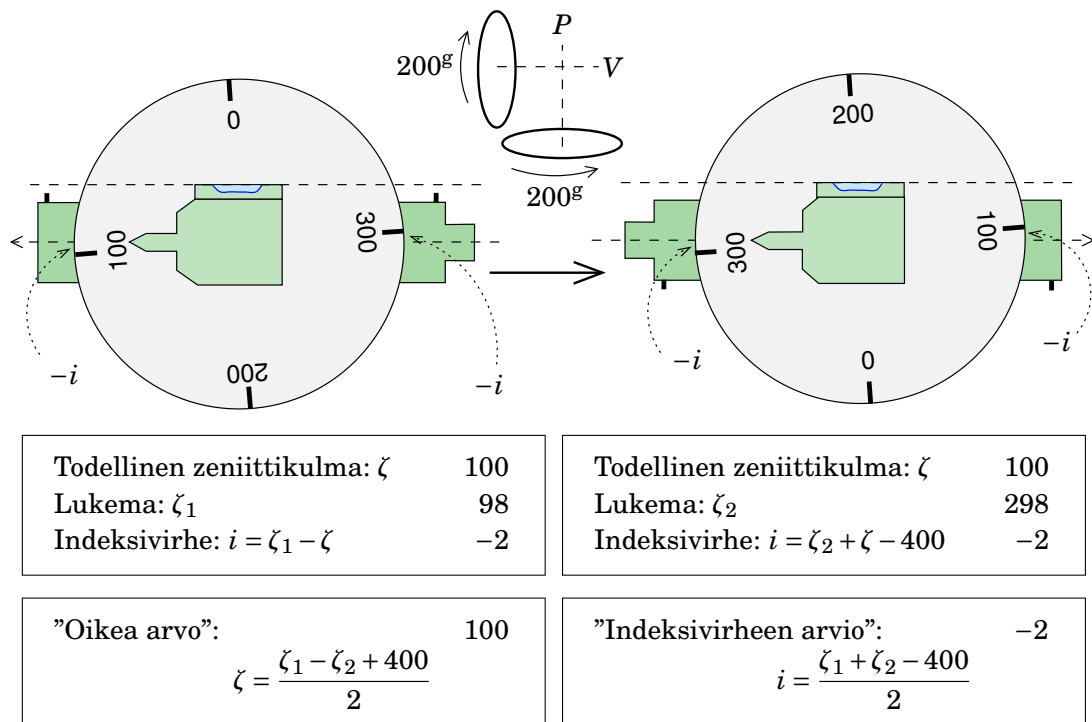 P
200ᵍ
V
200ᵍ
0
100
300
200
−i
−i
200
300
100
0
−i
−i
Todellinen zeniittikulma: ζ 100
Lukema: ζ₁ 98
Indeksivirhe: i = ζ₁ − ζ −2
Todellinen zeniittikulma: ζ 100
Lukema: ζ₂ 298
Indeksivirhe: i = ζ₂ + ζ − 400 −2
”Oikea arvo”: 100
ζ = (ζ₁ − ζ₂ + 400) / 2
”Indeksivirheen arvio”: −2
i = (ζ₁ + ζ₂ − 400) / 2